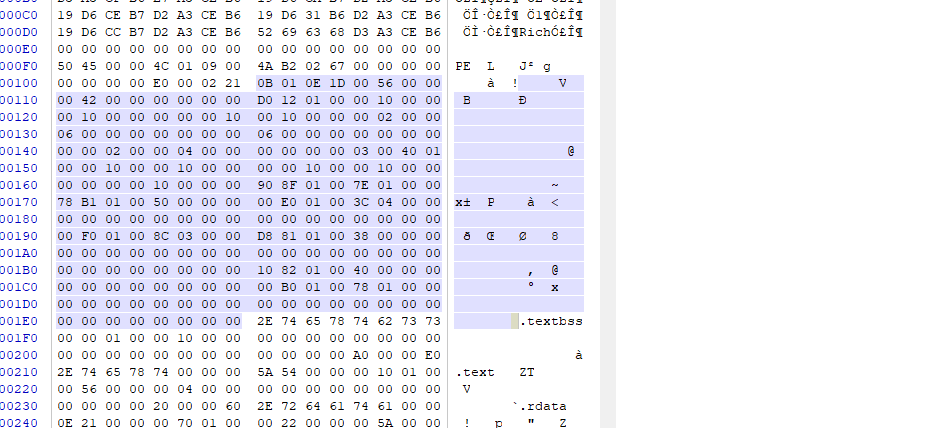 000C0 19 D6 CE B7 D2 A3 CE B6 19 D6 31 B6 D2 A3 CE B6 ÖÎ·Ò£Î¶ Ö1¶Ò£Î¶
000D0 19 D6 CC B7 D2 A3 CE B6 52 69 63 68 D3 A3 CE B6 ÖÌ·Ò£Î¶RichÓ£Î¶
000E0 00 00 00 00 00 00 00 00 00 00 00 00 00 00 00 00
000F0 50 45 00 00 4C 01 09 00 4A B2 02 67 00 00 00 00 PE L J² g
00100 00 00 00 00 E0 00 02 21 0B 01 0E 1D 00 56 00 00 à ! V
00110 00 42 00 00 00 00 00 00 D0 12 01 00 00 10 00 00 B Ð
00120 00 10 00 00 00 00 00 10 00 10 00 00 00 02 00 00
00130 06 00 00 00 00 00 00 00 06 00 00 00 00 00 00 00
00140 00 00 02 00 00 04 00 00 00 00 00 00 03 00 40 01 @
00150 00 00 10 00 00 10 00 00 00 00 10 00 00 10 00 00
00160 00 00 00 00 10 00 00 00 90 8F 01 00 7E 01 00 00 ~
00170 78 B1 01 00 50 00 00 00 00 E0 01 00 3C 04 00 00 x± P à <
00180 00 00 00 00 00 00 00 00 00 00 00 00 00 00 00 00
00190 00 F0 01 00 8C 03 00 00 D8 81 01 00 38 00 00 00 ð Œ Ø 8
001A0 00 00 00 00 00 00 00 00 00 00 00 00 00 00 00 00
001B0 00 00 00 00 00 00 00 00 10 82 01 00 40 00 00 00 ‚ @
001C0 00 00 00 00 00 00 00 00 00 B0 01 00 78 01 00 00 ° x
001D0 00 00 00 00 00 00 00 00 00 00 00 00 00 00 00 00
001E0 00 00 00 00 00 00 00 00 2E 74 65 78 74 62 73 73 .textbss
001F0 00 00 01 00 00 10 00 00 00 00 00 00 00 00 00 00
00200 00 00 00 00 00 00 00 00 00 00 00 00 A0 00 00 E0 à
00210 2E 74 65 78 74 00 00 00 5A 54 00 00 00 10 01 00 .text ZT
00220 00 56 00 00 00 04 00 00 00 00 00 00 00 00 00 00 V
00230 00 00 00 00 20 00 00 60 2E 72 64 61 74 61 00 00 `.rdata
00240 0E 21 00 00 00 70 01 00 00 22 00 00 00 5A 00 00 ! p " Z